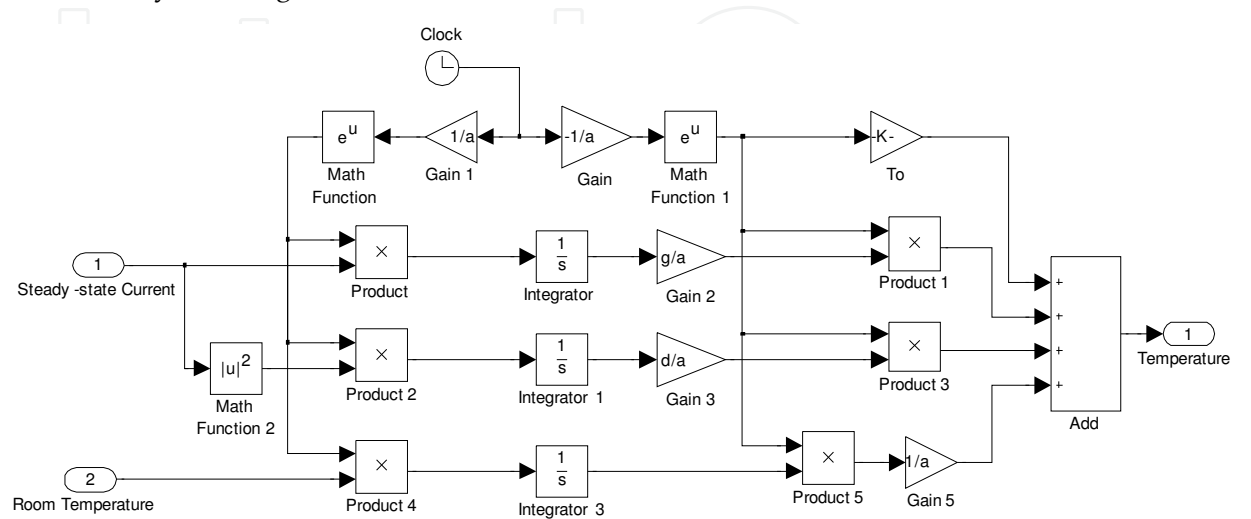 Clock
e^u
1/a
-1/a
e^u
-K-
Math
Function
Gain 1
Gain
Math
Function 1
To
1
Steady -state Current
×
Product
1
s
Integrator
g/a
Gain 2
×
Product 1
|u|^2
Math
Function 2
×
Product 2
1
s
Integrator 1
d/a
Gain 3
×
Product 3
+
+
+
+
Add
1
Temperature
2
Room Temperature
×
Product 4
1
s
Integrator 3
×
Product 5
1/a
Gain 5